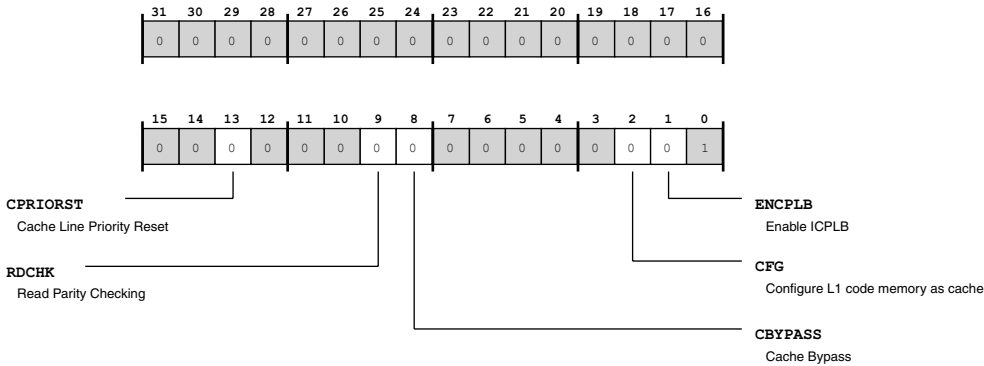 31 30 29 28 27 26 25 24 23 22 21 20 19 18 17 16
0 0 0 0 0 0 0 0 0 0 0 0 0 0 0 0
15 14 13 12 11 10 9 8 7 6 5 4 3 2 1 0
0 0 0 0 0 0 0 0 0 0 0 0 0 0 0 1
CPRIORST
Cache Line Priority Reset
RDCHK
Read Parity Checking
ENCPLB
Enable ICPLB
CFG
Configure L1 code memory as cache
CBYPASS
Cache Bypass